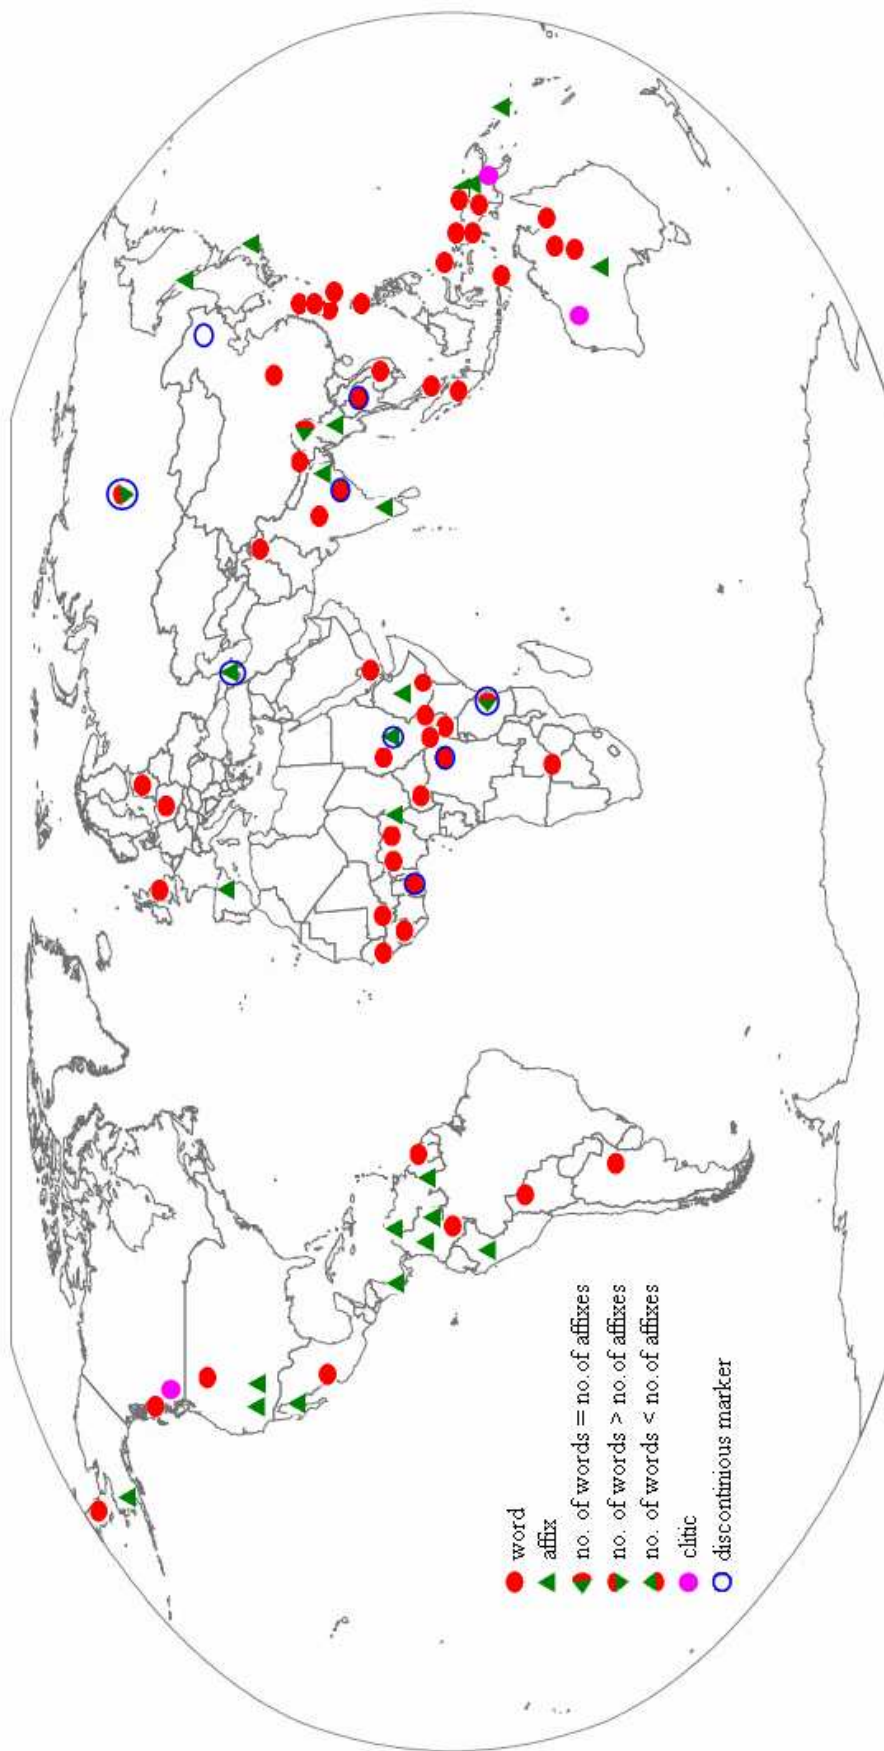 word
affix
no. of words = no. of affixes
no. of words > no. of affixes
no. of words < no. of affixes
clitic
discontinious marker